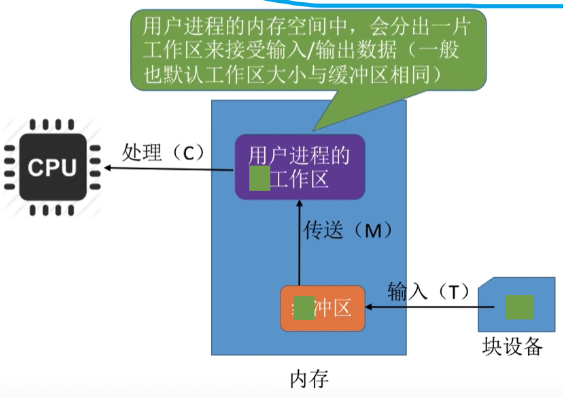 用户进程的内存空间中，会分出一片
工作区来接受输入/输出数据（一般
也默认工作区大小与缓冲区相同）
CPU
处理（C）
用户进程的
工作区
传送（M）
冲区
输入（T）
块设备
内存